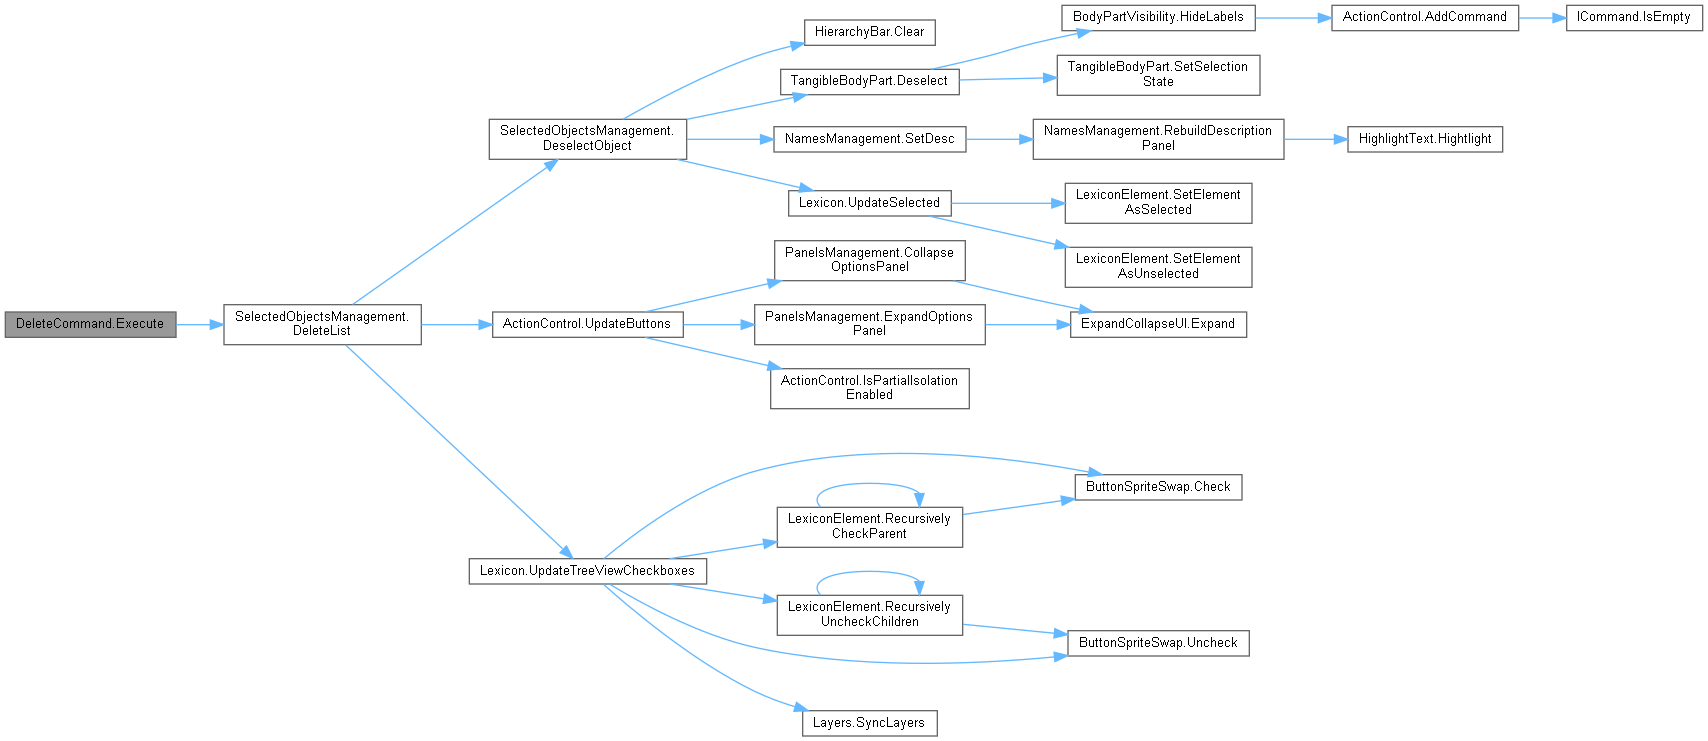 BodyPartVisibility.HideLabels
ActionControl.AddCommand
ICommand.IsEmpty
HierarchyBar.Clear
TangibleBodyPart.Deselect
TangibleBodyPart.SetSelection
State
SelectedObjectsManagement.
DeselectObject
NamesManagement.SetDesc
NamesManagement.RebuildDescription
Panel
HighlightText.Hightlight
Lexicon.UpdateSelected
LexiconElement.SetElement
AsSelected
LexiconElement.SetElement
AsUnselected
PanelsManagement.Collapse
OptionsPanel
DeleteCommand.Execute
SelectedObjectsManagement.
DeleteList
ActionControl.UpdateButtons
PanelsManagement.ExpandOptions
Panel
ExpandCollapseUI.Expand
ActionControl.IsPartialIsolation
Enabled
ButtonSpriteSwap.Check
LexiconElement.Recursively
CheckParent
Lexicon.UpdateTreeViewCheckboxes
LexiconElement.Recursively
UncheckChildren
ButtonSpriteSwap.Uncheck
Layers.SyncLayers